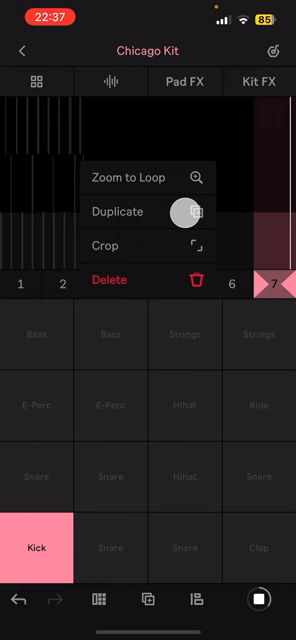 22:37
85
Chicago Kit
Pad FX
Kit FX
Zoom to Loop
Duplicate
Crop
Delete
1
2
6
7
Bass
Bass
Strings
Strings
E-Perc
E-Perc
Hihat
Ride
Snare
Snare
Hihat
Snare
Kick
Snare
Snare
Clap